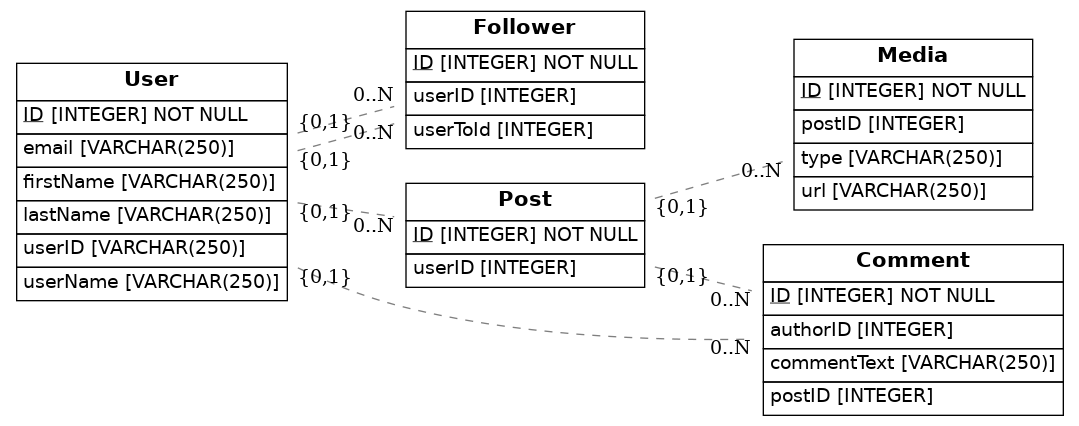 User
ID [INTEGER] NOT NULL
email [VARCHAR(250)]
firstName [VARCHAR(250)]
lastName [VARCHAR(250)]
userID [VARCHAR(250)]
userName [VARCHAR(250)]
{0,1}
{0,1}
{0,1}
{0,1}
0..N
0..N
0..N
Follower
ID [INTEGER] NOT NULL
userID [INTEGER]
userToId [INTEGER]
Post
ID [INTEGER] NOT NULL
userID [INTEGER]
{0,1}
{0,1}
0..N
0..N
0..N
Media
ID [INTEGER] NOT NULL
postID [INTEGER]
type [VARCHAR(250)]
url [VARCHAR(250)]
Comment
ID [INTEGER] NOT NULL
authorID [INTEGER]
commentText [VARCHAR(250)]
postID [INTEGER]